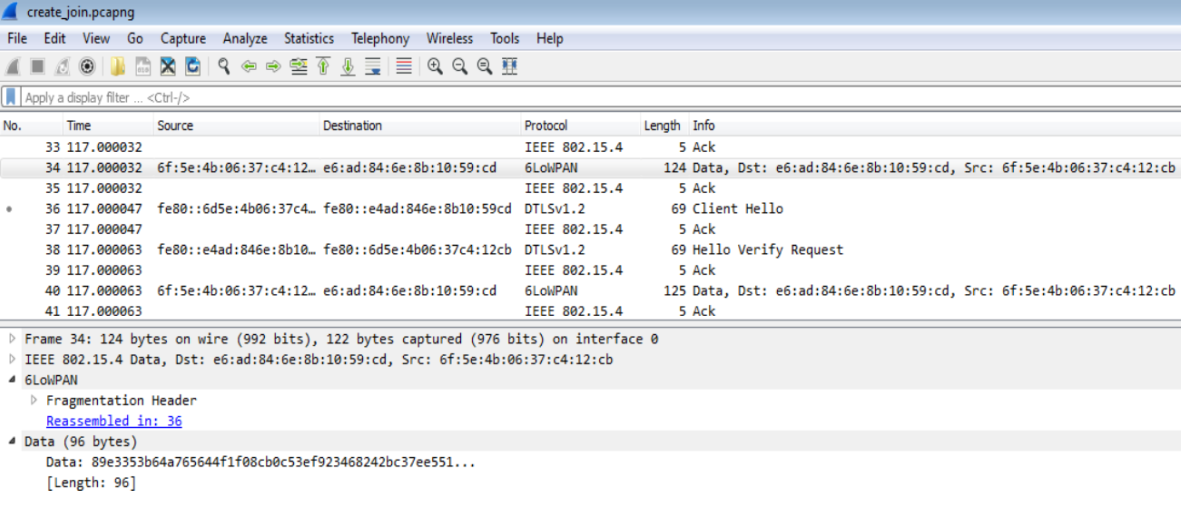 create_join.pcapng
File Edit View Go Capture Analyze Statistics Telephony Wireless Tools Help
Apply a display filter ... <Ctrl-/>
No. Time Source Destination Protocol Length Info
33 117.000032 IEEE 802.15.4 5 Ack
34 117.000032 6f:5e:4b:06:37:c4:12… e6:ad:84:6e:8b:10:59:cd 6LoWPAN 124 Data, Dst: e6:ad:84:6e:8b:10:59:cd, Src: 6f:5e:4b:06:37:c4:12:cb
35 117.000032 IEEE 802.15.4 5 Ack
36 117.000047 fe80::6d5e:4b06:37c4… fe80::e4ad:846e:8b10:59cd DTLSv1.2 69 Client Hello
37 117.000047 IEEE 802.15.4 5 Ack
38 117.000063 fe80::e4ad:846e:8b10… fe80::6d5e:4b06:37c4:12cb DTLSv1.2 69 Hello Verify Request
39 117.000063 IEEE 802.15.4 5 Ack
40 117.000063 6f:5e:4b:06:37:c4:12… e6:ad:84:6e:8b:10:59:cd 6LoWPAN 125 Data, Dst: e6:ad:84:6e:8b:10:59:cd, Src: 6f:5e:4b:06:37:c4:12:cb
41 117.000063 IEEE 802.15.4 5 Ack
Frame 34: 124 bytes on wire (992 bits), 122 bytes captured (976 bits) on interface 0
IEEE 802.15.4 Data, Dst: e6:ad:84:6e:8b:10:59:cd, Src: 6f:5e:4b:06:37:c4:12:cb
6LoWPAN
Fragmentation Header
Reassembled in: 36
Data (96 bytes)
Data: 89e3353b64a765644f1f08cb0c53ef923468242bc37ee551...
[Length: 96]